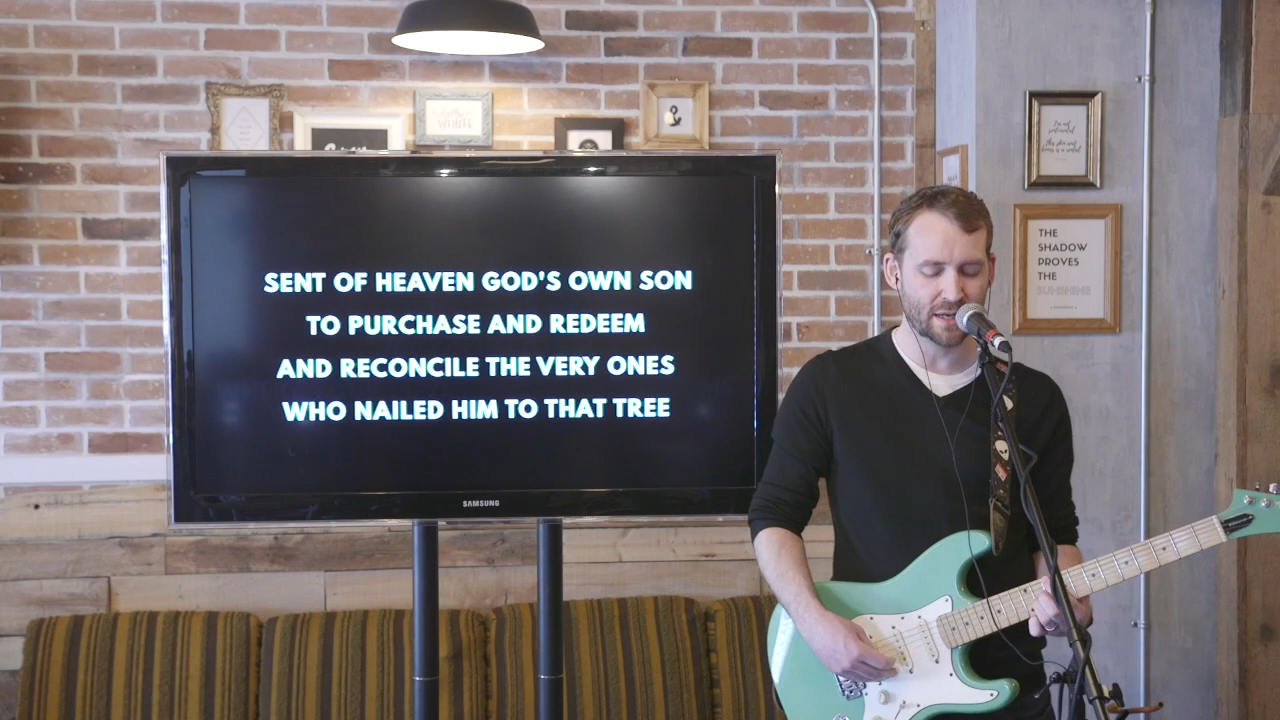 SENT OF HEAVEN GOD'S OWN SON
TO PURCHASE AND REDEEM
AND RECONCILE THE VERY ONES
WHO NAILED HIM TO THAT TREE
SAMSUNG
THE
SHADOW
PROVES
THE
SUNSHINE